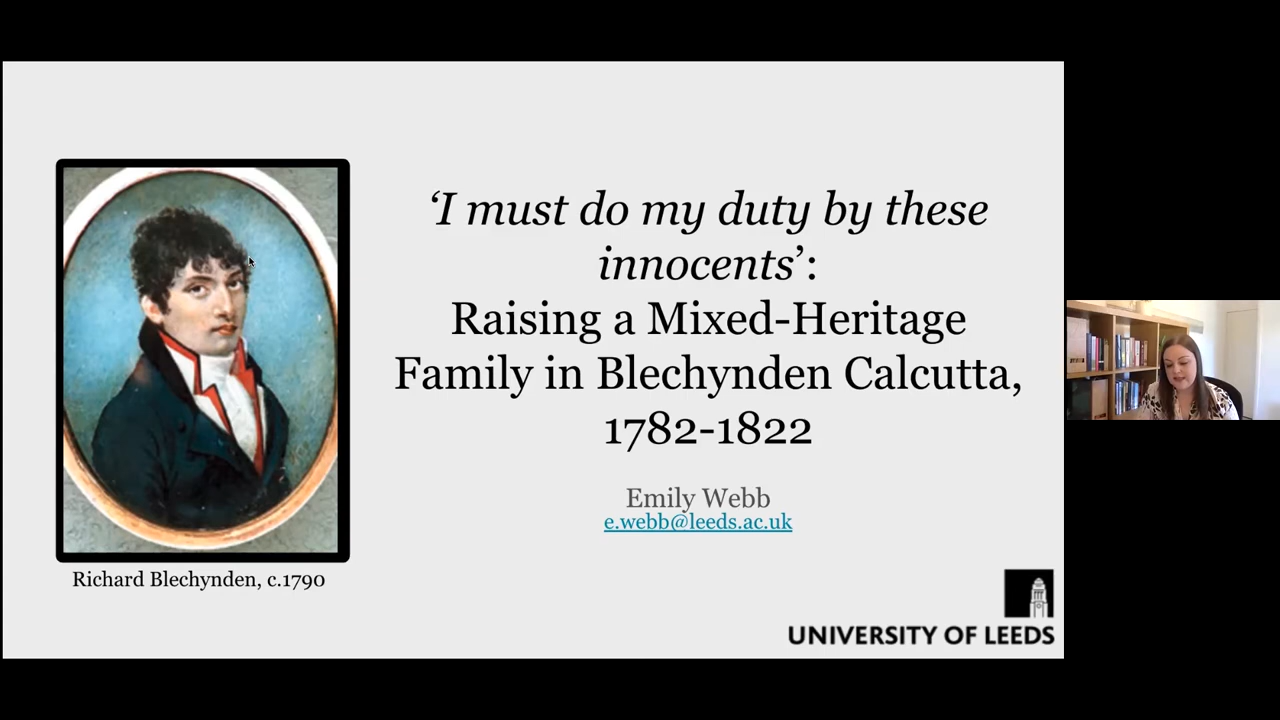 ‘I must do my duty by these
innocents’:
Raising a Mixed-Heritage
Family in Blechynden Calcutta,
1782-1822
Emily Webb
e.webb@leeds.ac.uk
Richard Blechynden, c.1790
UNIVERSITY OF LEEDS